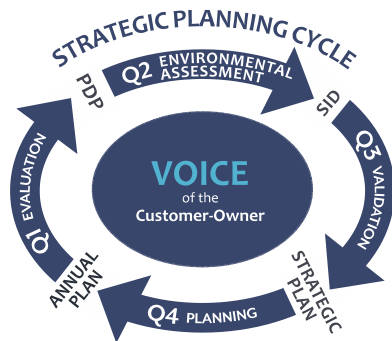 STRATEGIC PLANNING CYCLE
PDP
Q2 ENVIRONMENTAL
ASSESSMENT
SID
Q3 VALIDATION
STRATEGIC
PLAN
Q4 PLANNING
ANNUAL
PLAN
Q1 EVALUATION
VOICE
of the
Customer-Owner